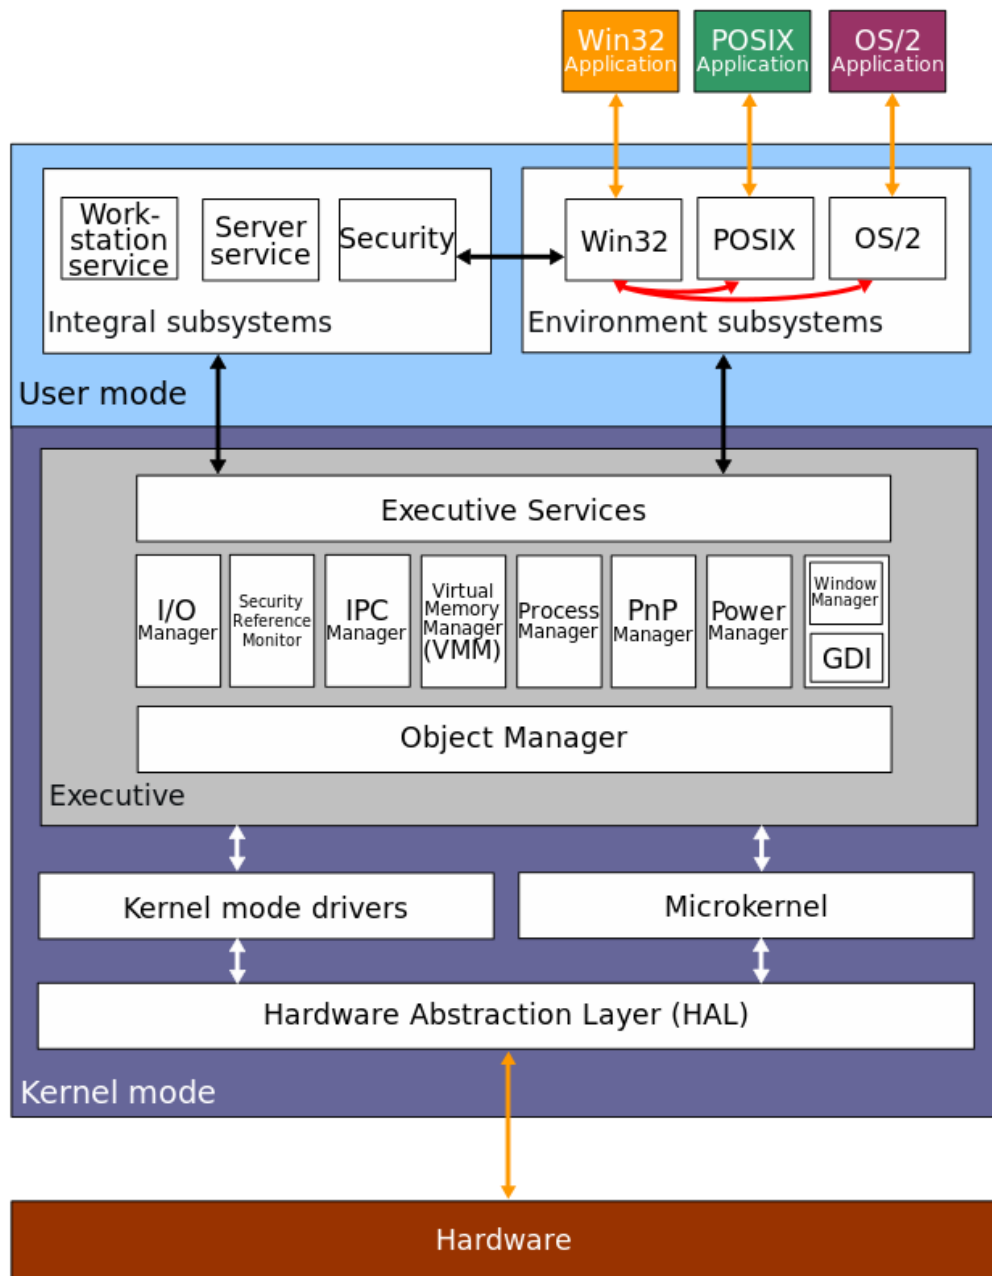 Win32
Application
POSIX
Application
OS/2
Application
Work-
station
service
Server
service
Security
Integral subsystems
Win32
POSIX
OS/2
Environment subsystems
User mode
Executive Services
I/O
Manager
Security
Reference
Monitor
IPC
Manager
Virtual
Memory
Manager
(VMM)
Process
Manager
PnP
Manager
Power
Manager
Window
Manager
GDI
Object Manager
Executive
Kernel mode drivers
Microkernel
Hardware Abstraction Layer (HAL)
Kernel mode
Hardware